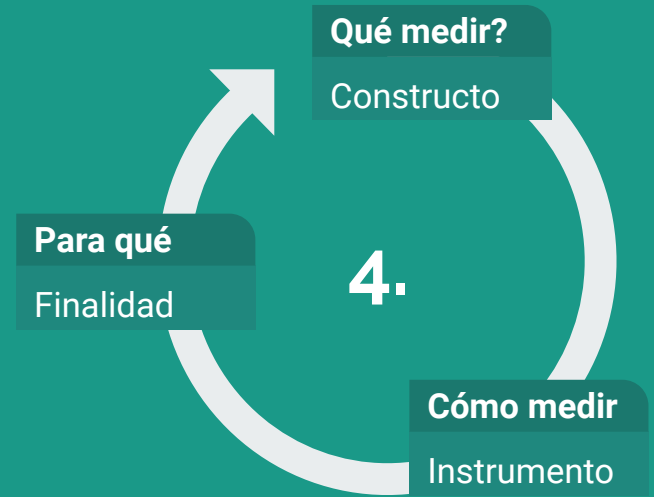 Qué medir?
Constructo
Para qué
Finalidad
4.
Cómo medir
Instrumento